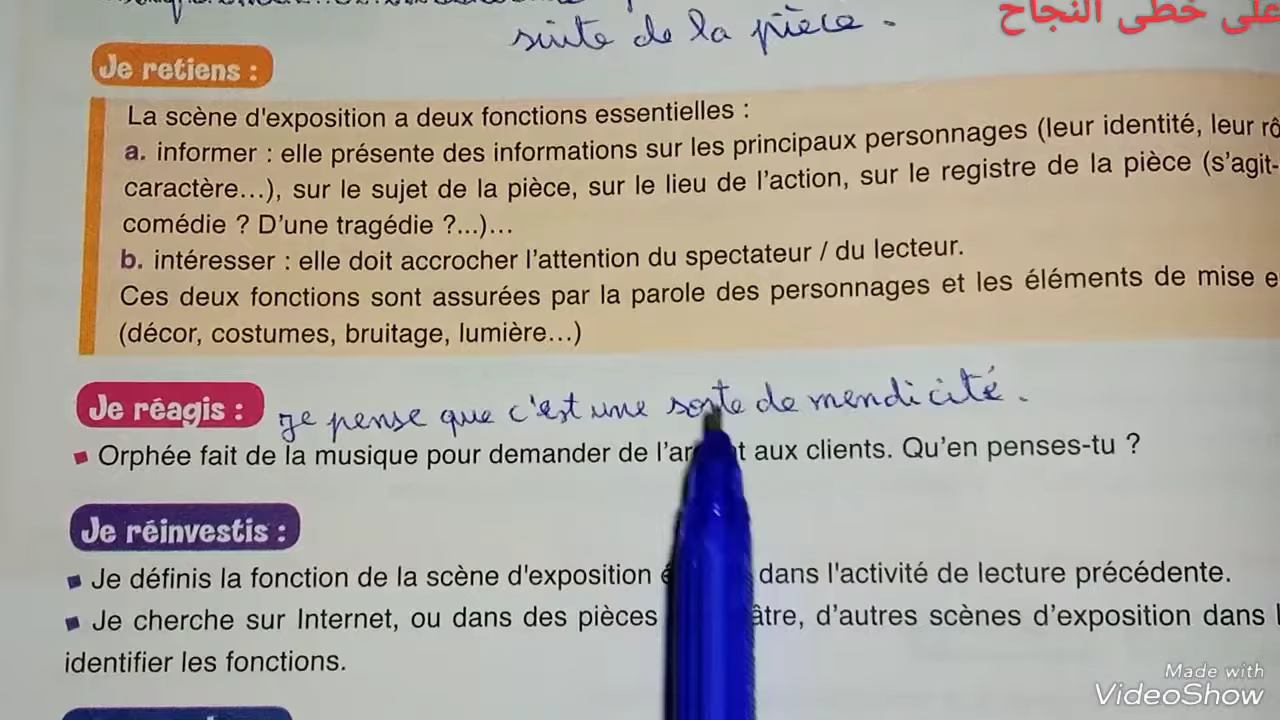 على خطى النجاح
suite de la pièce.
Je retiens :
La scène d'exposition a deux fonctions essentielles :
a. informer : elle présente des informations sur les principaux personnages (leur identité, leur rô
caractère...), sur le sujet de la pièce, sur le lieu de l'action, sur le registre de la pièce (s'agit-
comédie ? D'une tragédie ?...)...
b. intéresser : elle doit accrocher l'attention du spectateur / du lecteur.
Ces deux fonctions sont assurées par la parole des personnages et les éléments de mise e
(décor, costumes, bruitage, lumière...)
Je réagis : je pense que c'est une sorte de mendicité.
Orphée fait de la musique pour demander de l'ar t aux clients. Qu'en penses-tu ?
Je réinvestis :
Je définis la fonction de la scène d'exposition dans l'activité de lecture précédente.
Je cherche sur Internet, ou dans des pièces âtre, d'autres scènes d'exposition dans l
identifier les fonctions.
Made with
VideoShow